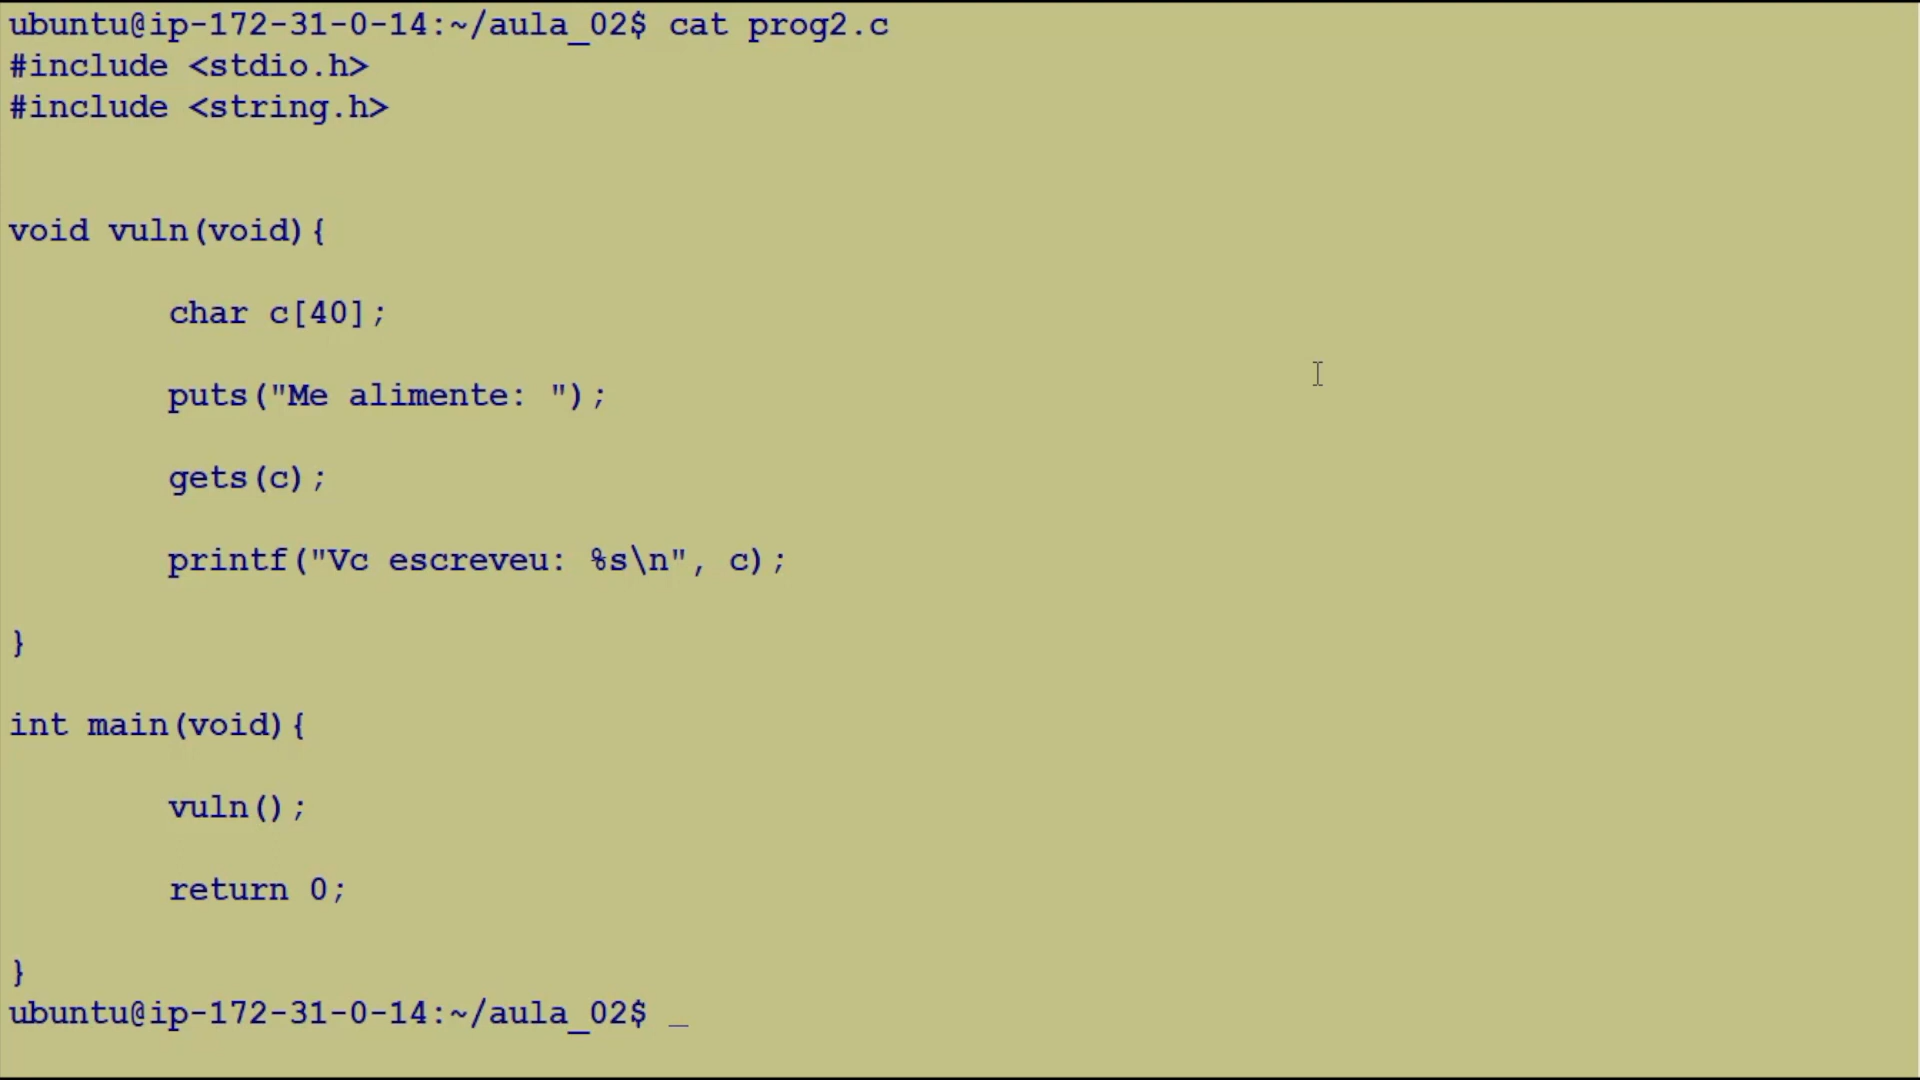 ubuntu@ip-172-31-0-14:~/aula_02$ cat prog2.c
#include <stdio.h>
#include <string.h>
void vuln(void){
char c[40];
puts("Me alimente: ");
gets(c);
printf("Vc escreveu: %s\n", c);
}
int main(void){
vuln();
return 0;
}
ubuntu@ip-172-31-0-14:~/aula_02$ _